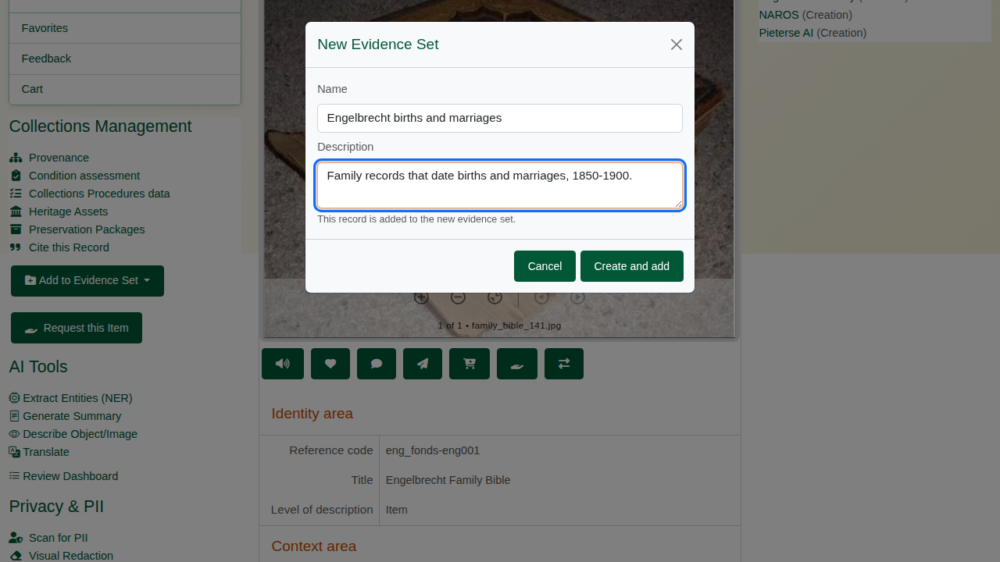 Favorites
Feedback
Cart
Collections Management
Provenance
Condition assessment
Collections Procedures data
Heritage Assets
Preservation Packages
Cite this Record
Add to Evidence Set
Request this Item
AI Tools
Extract Entities (NER)
Generate Summary
Describe Object/Image
Translate
Review Dashboard
Privacy & PII
Scan for PII
Visual Redaction
New Evidence Set
Name
Engelbrecht births and marriages
Description
Family records that date births and marriages, 1850-1900.
This record is added to the new evidence set.
Cancel
Create and add
1 of 1 • family_bible_141.jpg
Identity area
Reference code
eng_fonds-eng001
Title
Engelbrecht Family Bible
Level of description
Item
Context area
NAROS (Creation)
Pieterse AI (Creation)